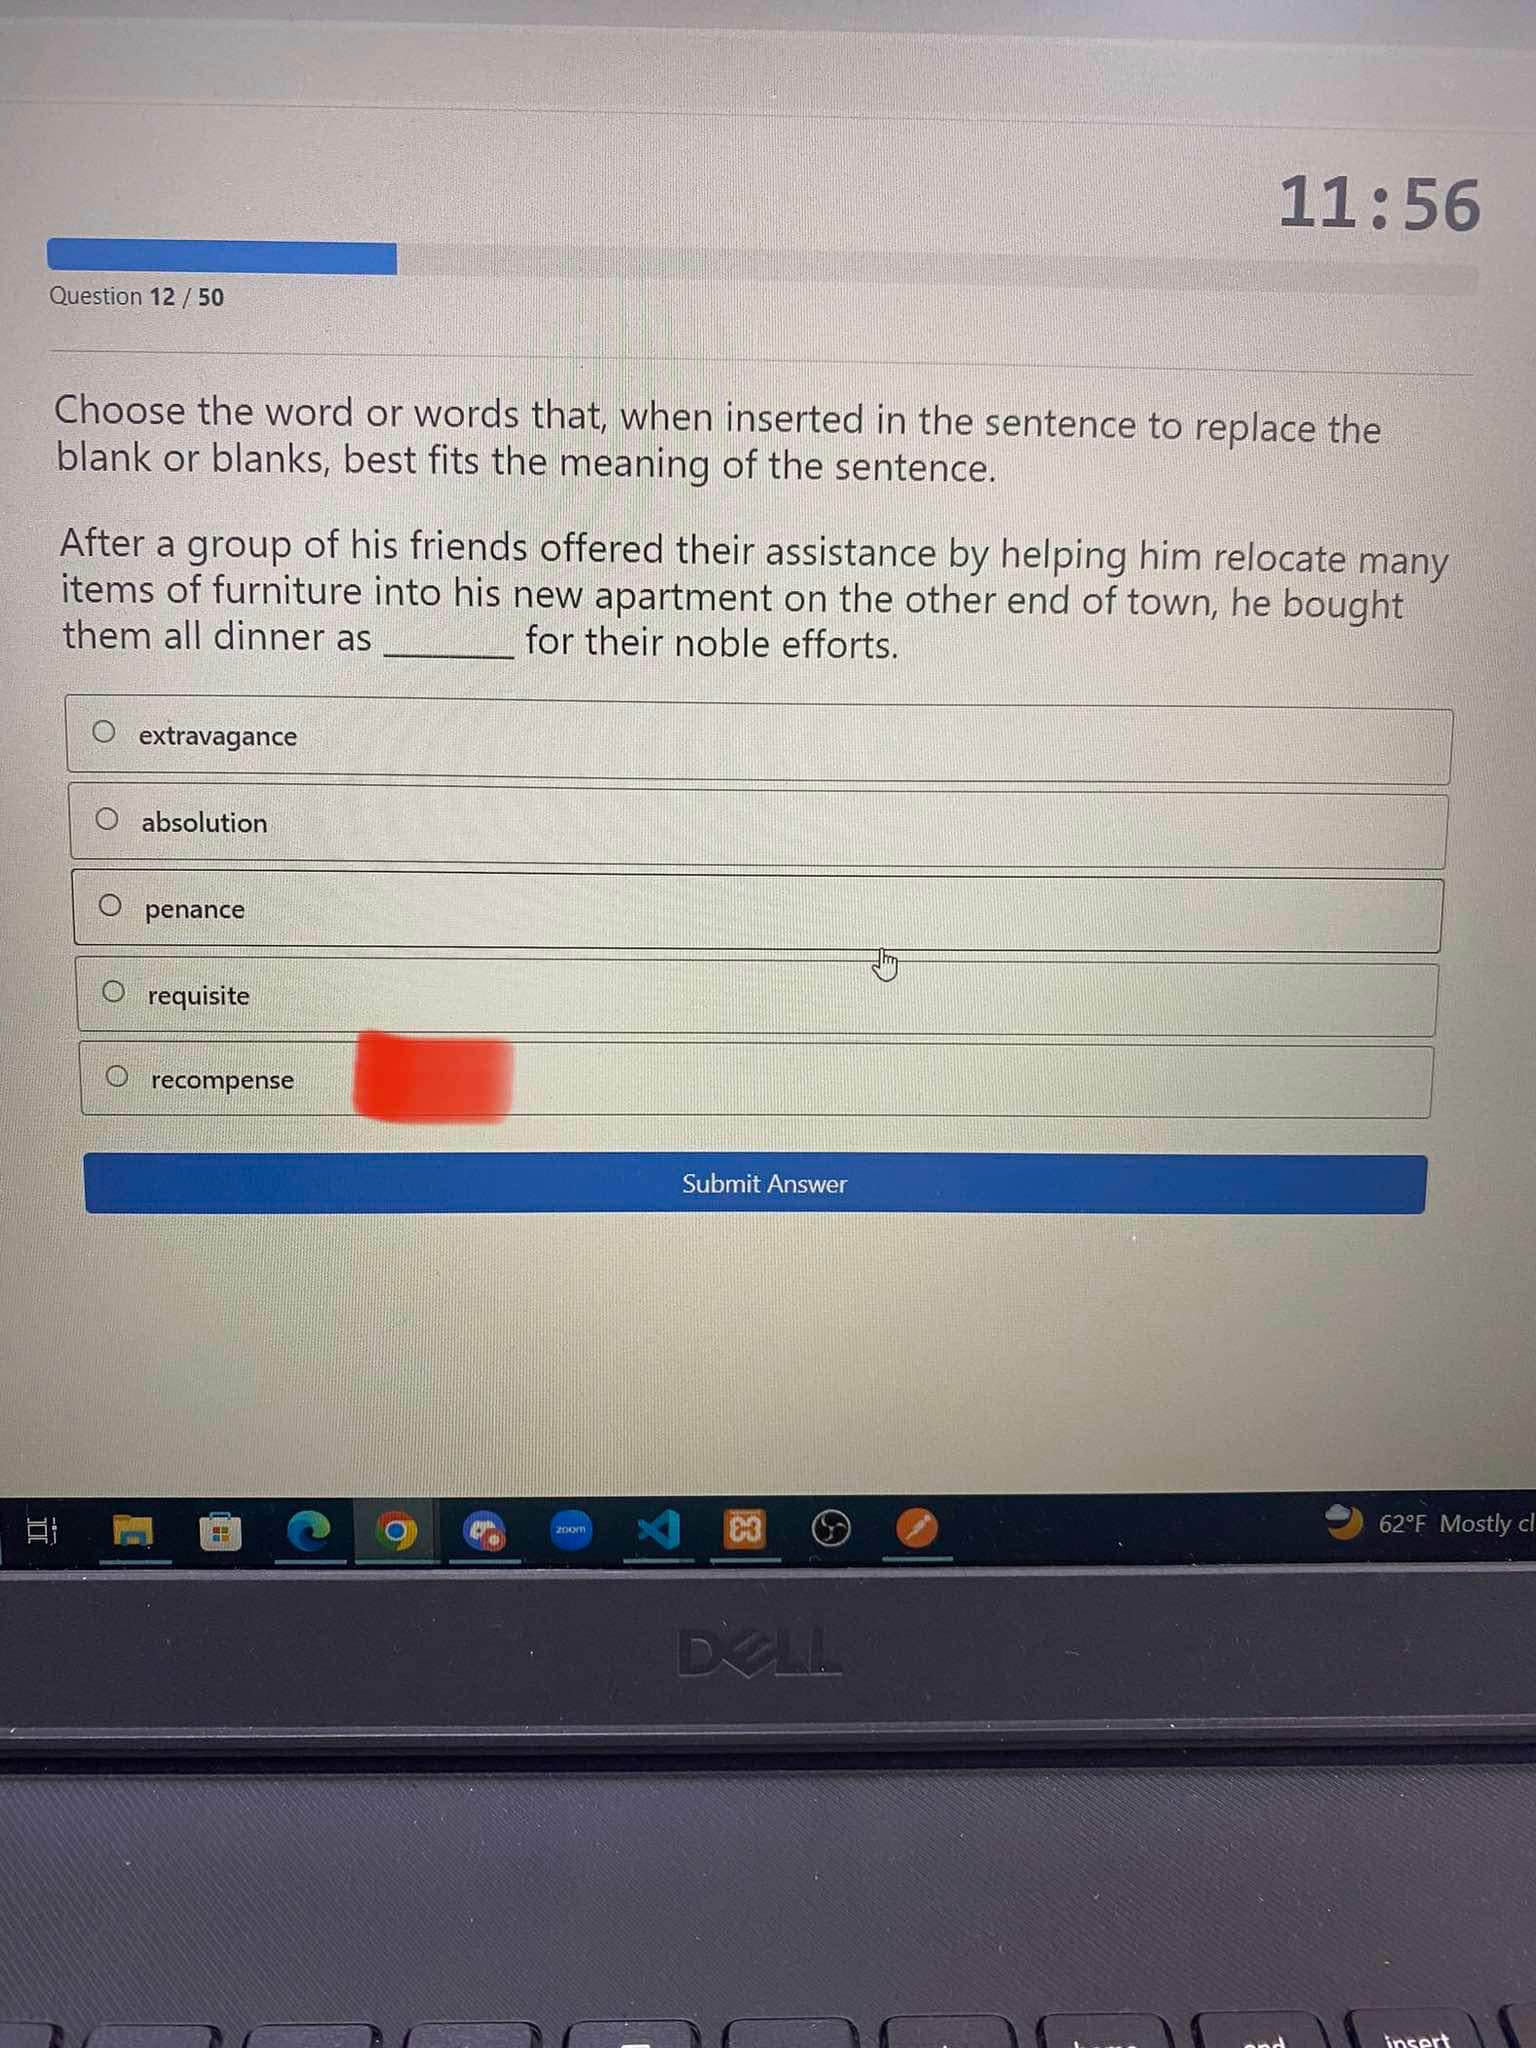 11:56
Question 12 / 50
Choose the word or words that, when inserted in the sentence to replace the
blank or blanks, best fits the meaning of the sentence.
After a group of his friends offered their assistance by helping him relocate many
items of furniture into his new apartment on the other end of town, he bought
them all dinner as ______ for their noble efforts.
extravagance
absolution
penance
requisite
recompense
Submit Answer
zoom
62°F Mostly cl
DELL
home
end
insert